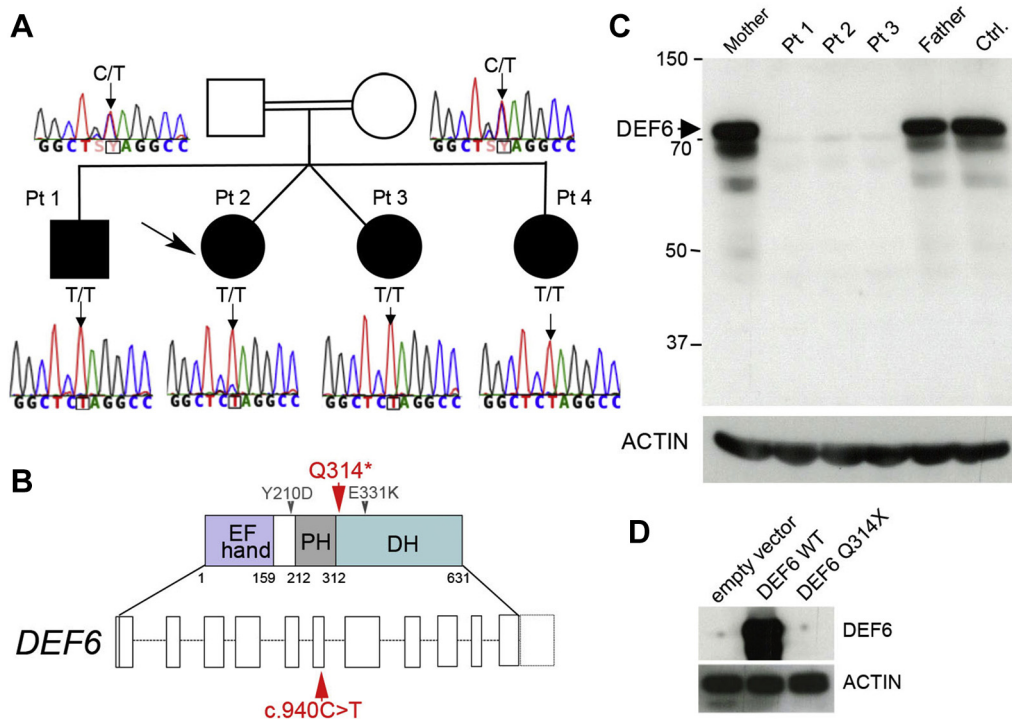 A
C/T
C/T
GGCTSYAGGCC
GGCTSYAGGCC
Pt 1
Pt 2
Pt 3
Pt 4
T/T
T/T
T/T
T/T
GGCTCTAGGCC
GGCTCTAGGCC
GGCTCTAGGCC
GGCTCTAGGCC
B
Q314*
Y210D
E331K
EF
hand
PH
DH
1
159
212
312
631
DEF6
c.940C>T
C
Mother
Pt 1
Pt 2
Pt 3
Father
Ctrl.
150
DEF6
70
50
37
ACTIN
D
empty vector
DEF6 WT
DEF6 Q314X
DEF6
ACTIN